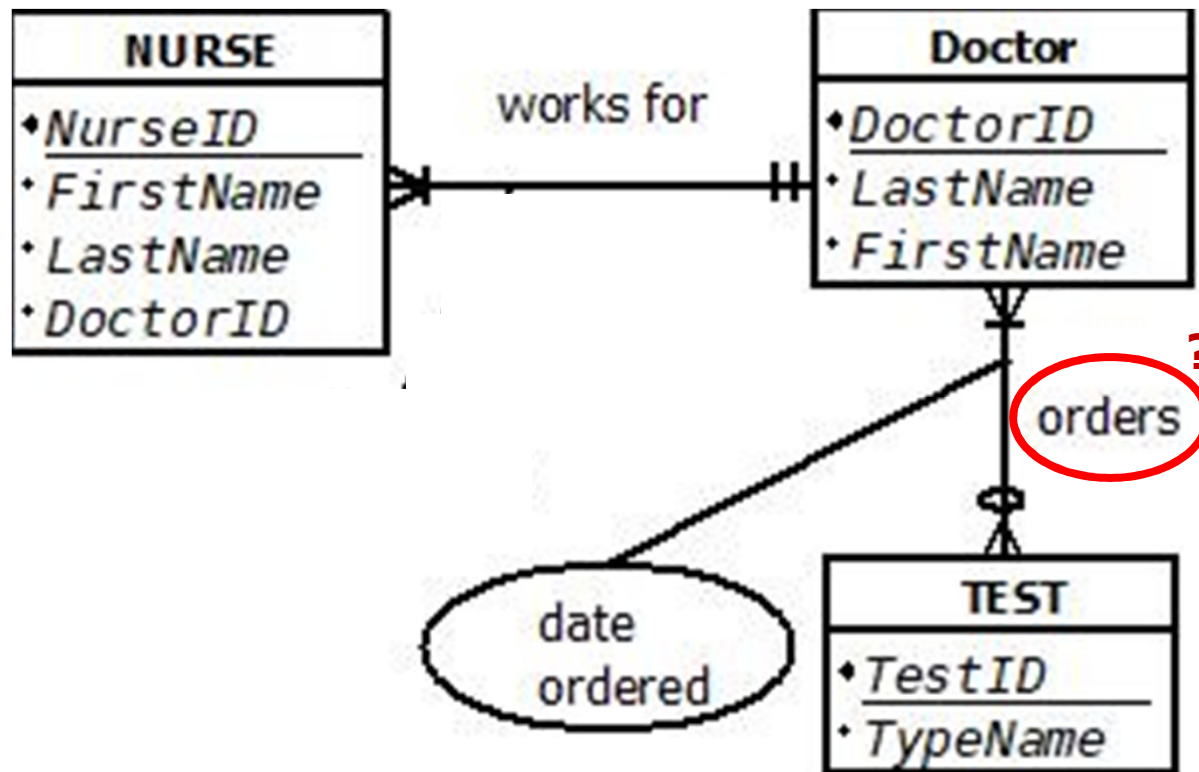 NURSE
NurseID
FirstName
LastName
DoctorID
works for
Doctor
DoctorID
LastName
FirstName
?
orders
date
ordered
TEST
TestID
TypeName